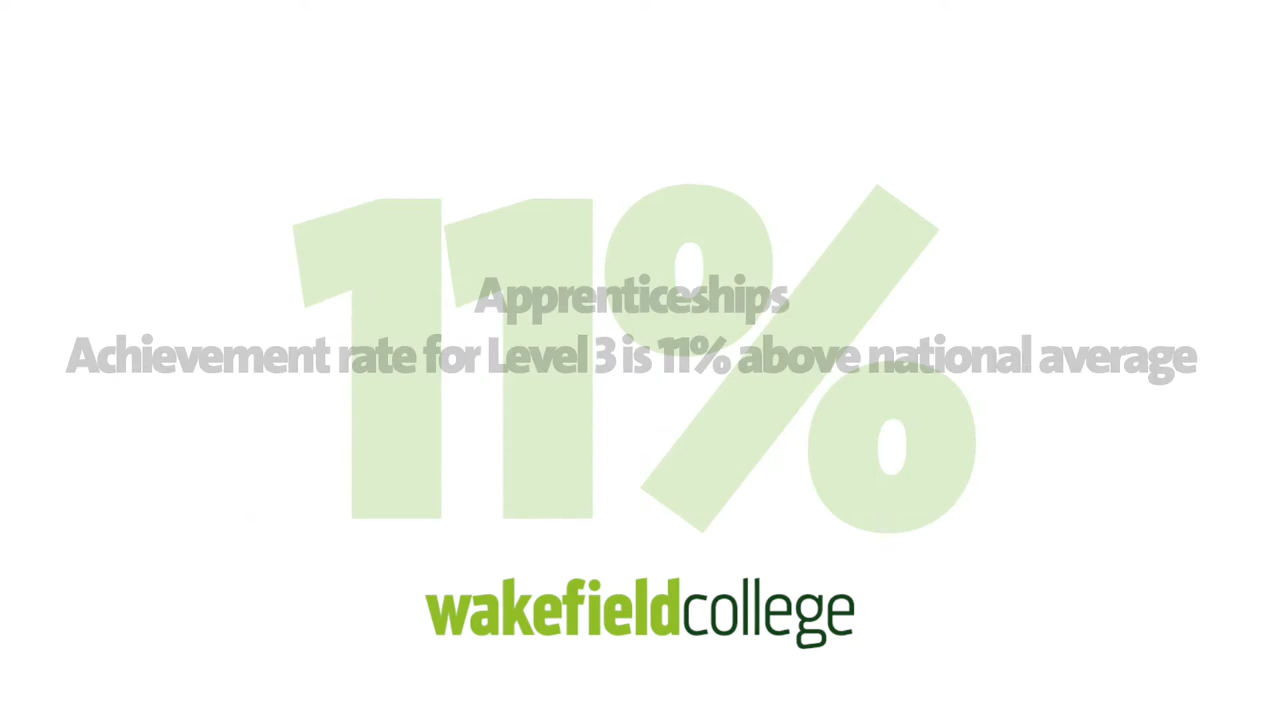 11%
Apprenticeships
Achievement rate for Level 3 is 11% above national average
wakefieldcollege